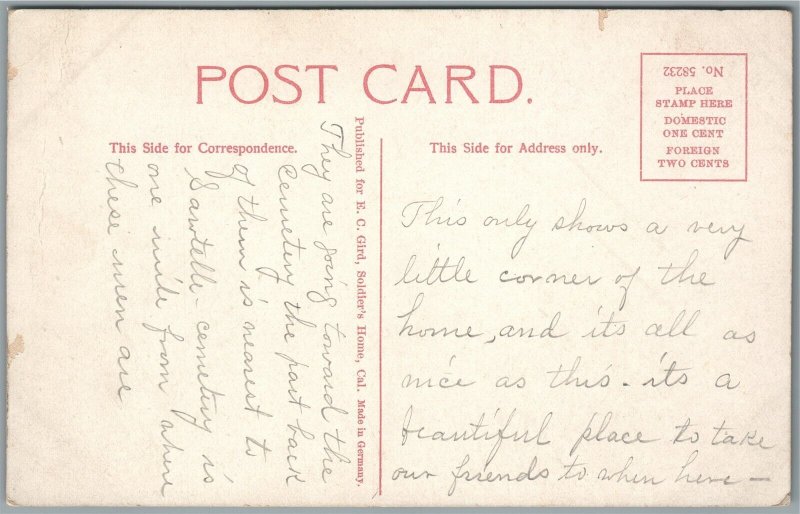 POST CARD.
No. 58232
PLACE
STAMP HERE
DOMESTIC
ONE CENT
FOREIGN
TWO CENTS
This Side for Correspondence.
This Side for Address only.
They are going toward the
cemetery the part back
of them is nearest to
Sawtelle - cemetery is
one mile from where
these men are
Published for E. C. Gird, Soldier's Home, Cal. Made in Germany.
This only shows a very
little corner of the
home, and its all as
nice as this - its a
beautiful place to take
our friends to when here -